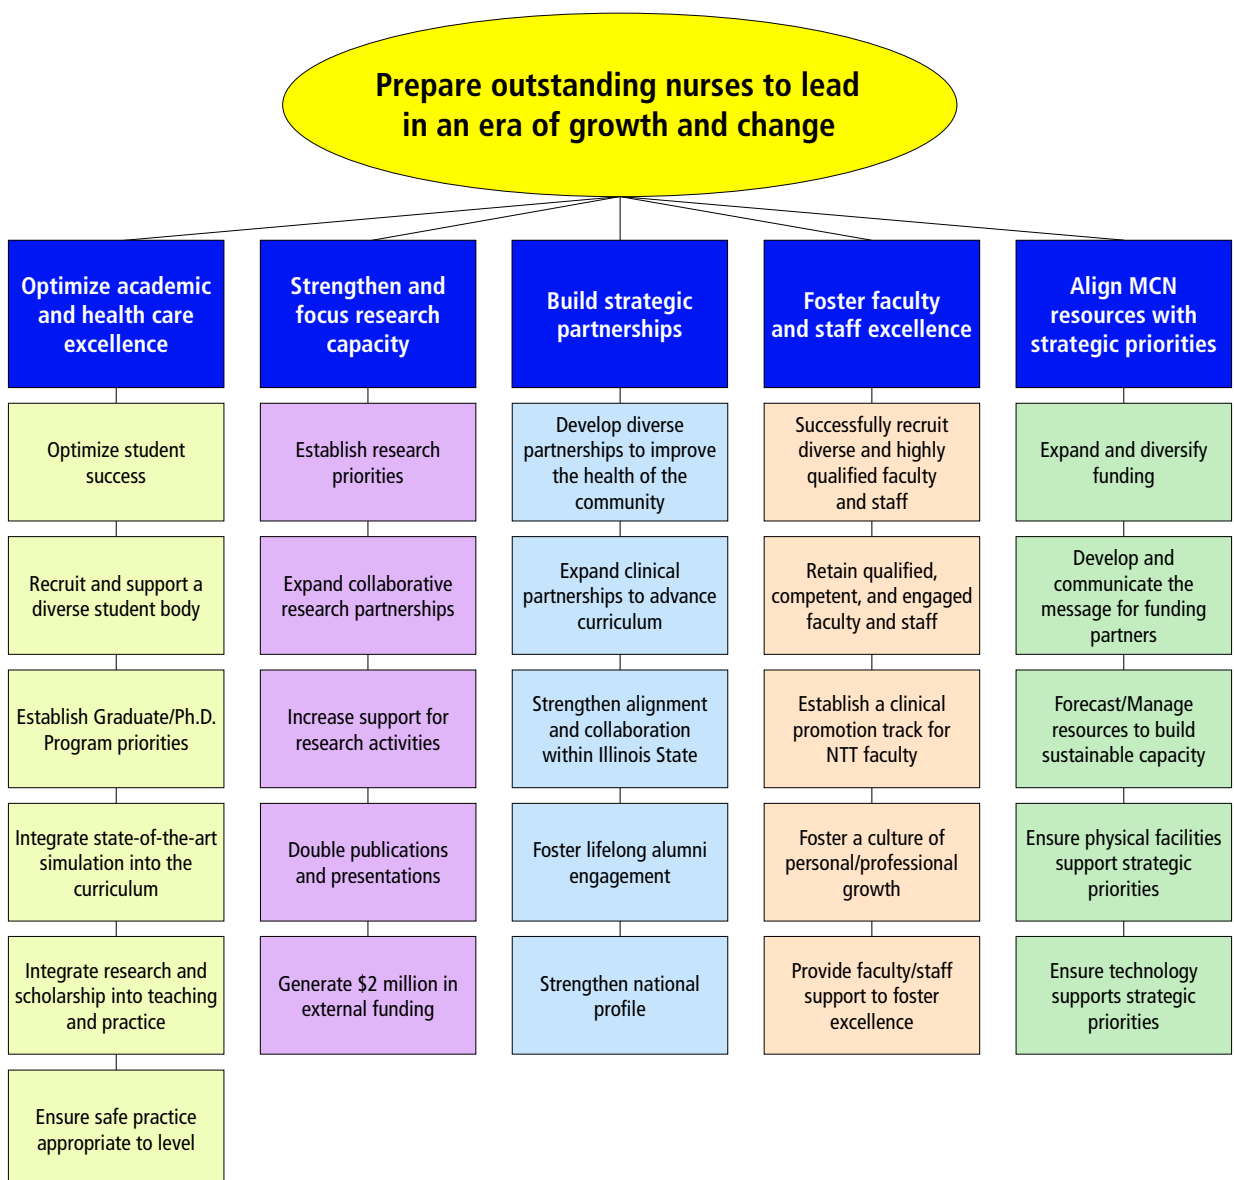 Prepare outstanding nurses to lead
in an era of growth and change
Optimize academic
and health care
excellence
Optimize student
success
Recruit and support a
diverse student body
Establish Graduate/Ph.D.
Program priorities
Integrate state-of-the-art
simulation into the
curriculum
Integrate research and
scholarship into teaching
and practice
Ensure safe practice
appropriate to level
Strengthen and
focus research
capacity
Establish research
priorities
Expand collaborative
research partnerships
Increase support for
research activities
Double publications
and presentations
Generate $2 million in
external funding
Build strategic
partnerships
Develop diverse
partnerships to improve
the health of the
community
Expand clinical
partnerships to advance
curriculum
Strengthen alignment
and collaboration
within Illinois State
Foster lifelong alumni
engagement
Strengthen national
profile
Foster faculty
and staff excellence
Successfully recruit
diverse and highly
qualified faculty
and staff
Retain qualified,
competent, and engaged
faculty and staff
Establish a clinical
promotion track for
NTT faculty
Foster a culture of
personal/professional
growth
Provide faculty/staff
support to foster
excellence
Align MCN
resources with
strategic priorities
Expand and diversify
funding
Develop and
communicate the
message for funding
partners
Forecast/Manage
resources to build
sustainable capacity
Ensure physical facilities
support strategic
priorities
Ensure technology
supports strategic
priorities